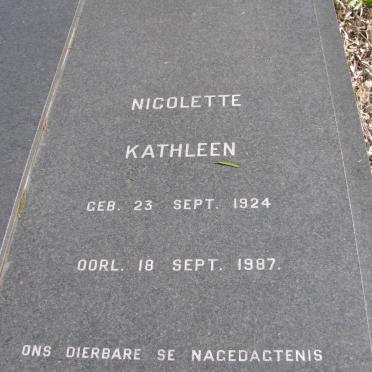 NICOLETTE
KATHLEEN
GEB. 23 SEPT. 1924
OORL. 18 SEPT. 1987.
ONS DIERBARE SE NAGEDAGTENIS